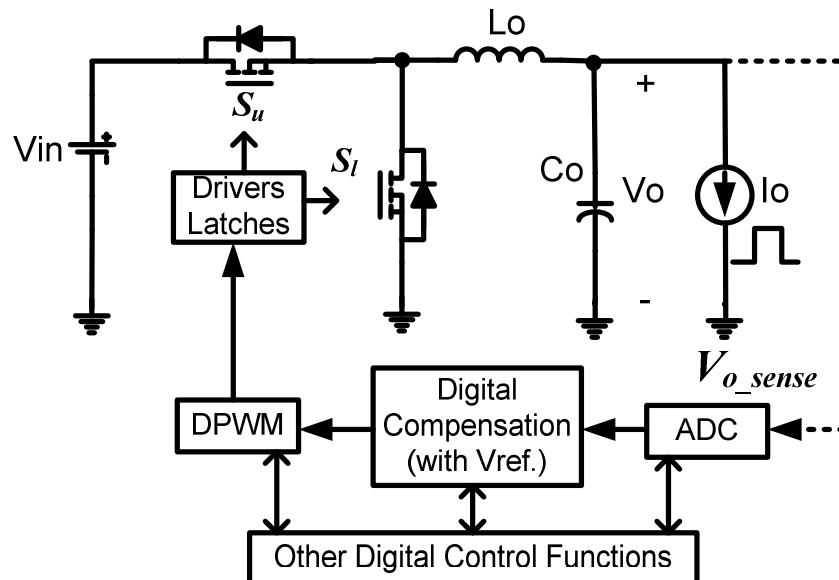 Lo
Su
Vin
+
Sl
Drivers
Latches
+
Co
Vo
Io
-
Vo_sense
DPWM
Digital
Compensation
(with Vref.)
ADC
Other Digital Control Functions